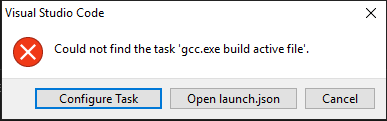 Visual Studio Code
Could not find the task 'gcc.exe build active file'.
Configure Task
Open launch.json
Cancel